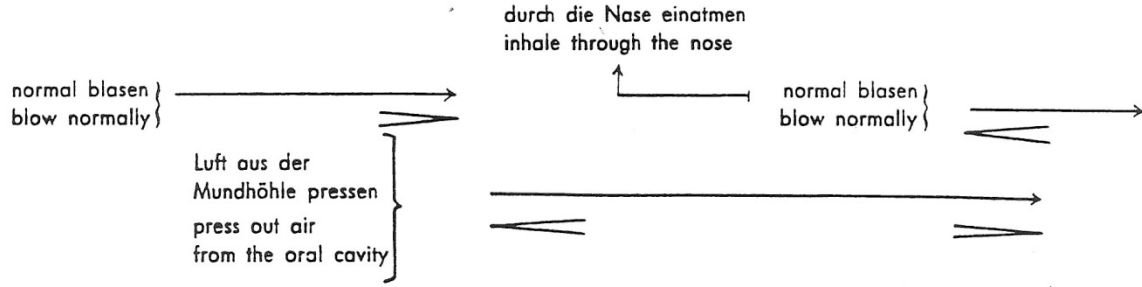 durch die Nase einatmen
inhale through the nose
normal blasen
blow normally
normal blasen
blow normally
Luft aus der
Mundhöhle pressen
press out air
from the oral cavity